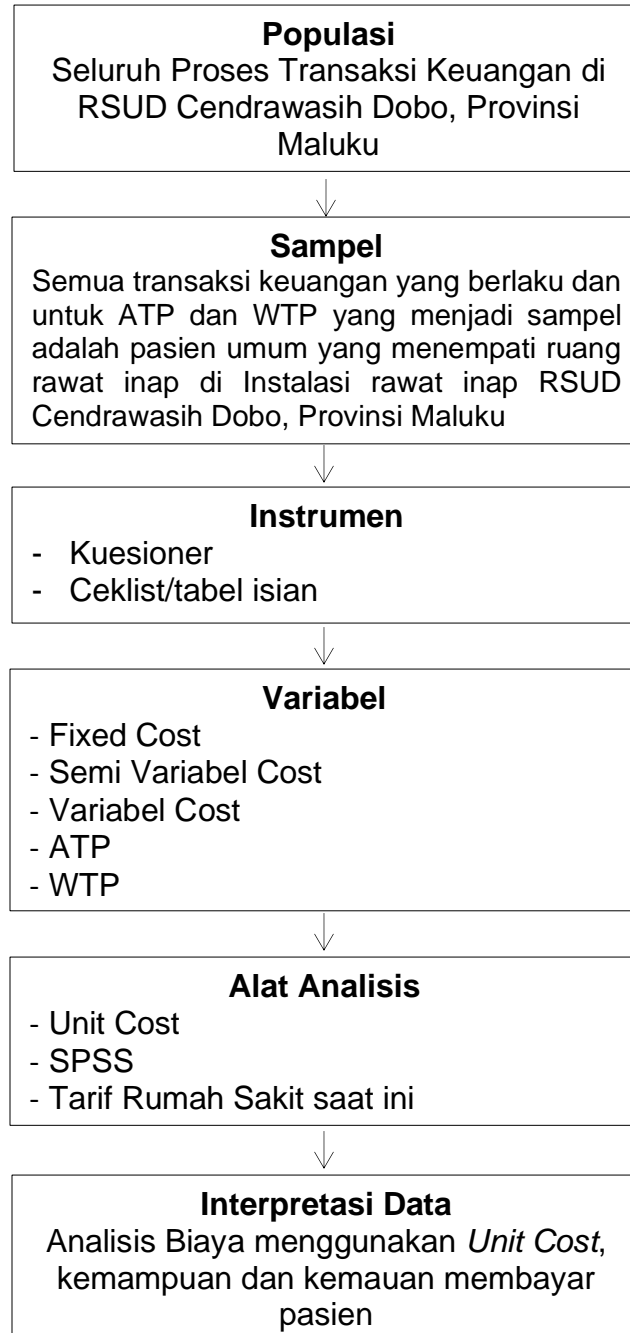 Populasi
Seluruh Proses Transaksi Keuangan di
RSUD Cendrawasih Dobo, Provinsi
Maluku
Sampel
Semua transaksi keuangan yang berlaku dan
untuk ATP dan WTP yang menjadi sampel
adalah pasien umum yang menempati ruang
rawat inap di Instalasi rawat inap RSUD
Cendrawasih Dobo, Provinsi Maluku
Instrumen
- Kuesioner
- Ceklist/tabel isian
Variabel
- Fixed Cost
- Semi Variabel Cost
- Variabel Cost
- ATP
- WTP
Alat Analisis
- Unit Cost
- SPSS
- Tarif Rumah Sakit saat ini
Interpretasi Data
Analisis Biaya menggunakan Unit Cost,
kemampuan dan kemauan membayar
pasien